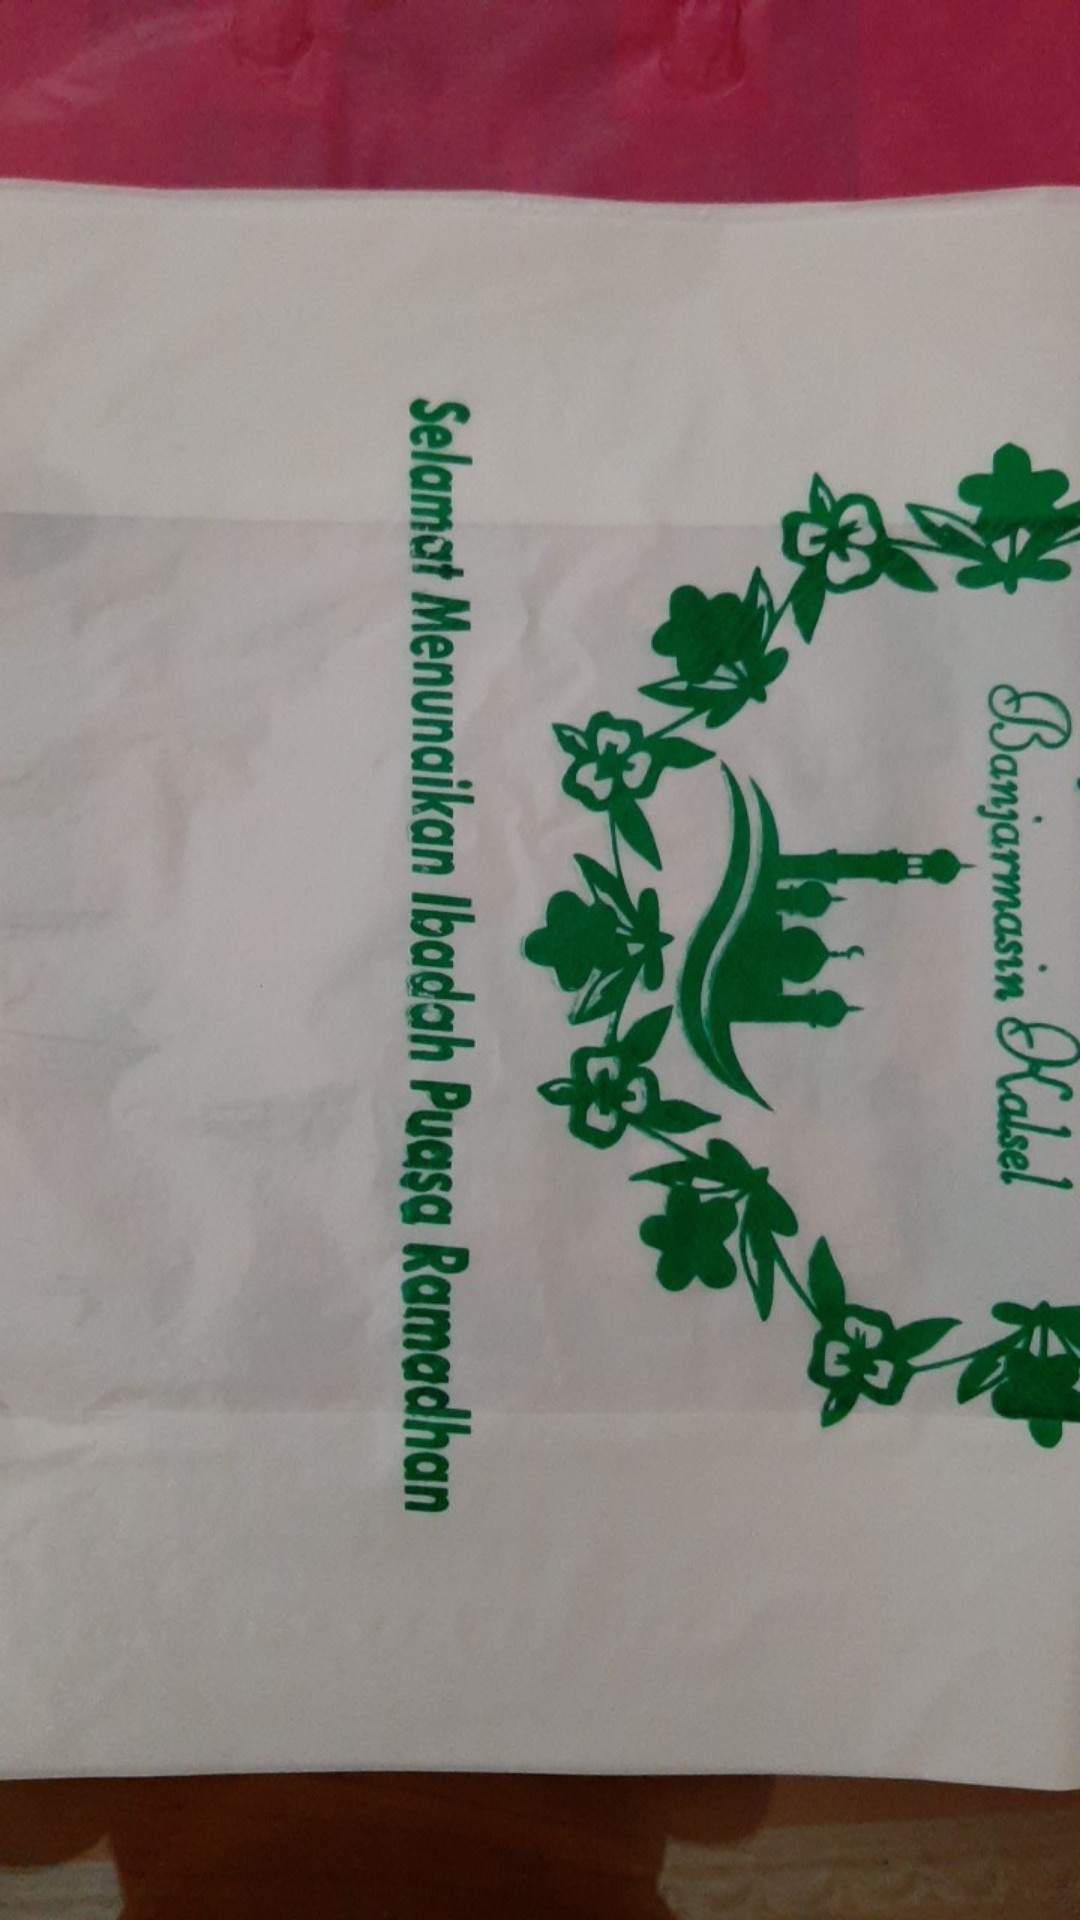 Banjarmasin Kalsel
Selamat Menunaikan Ibadah Puasa Ramadhan